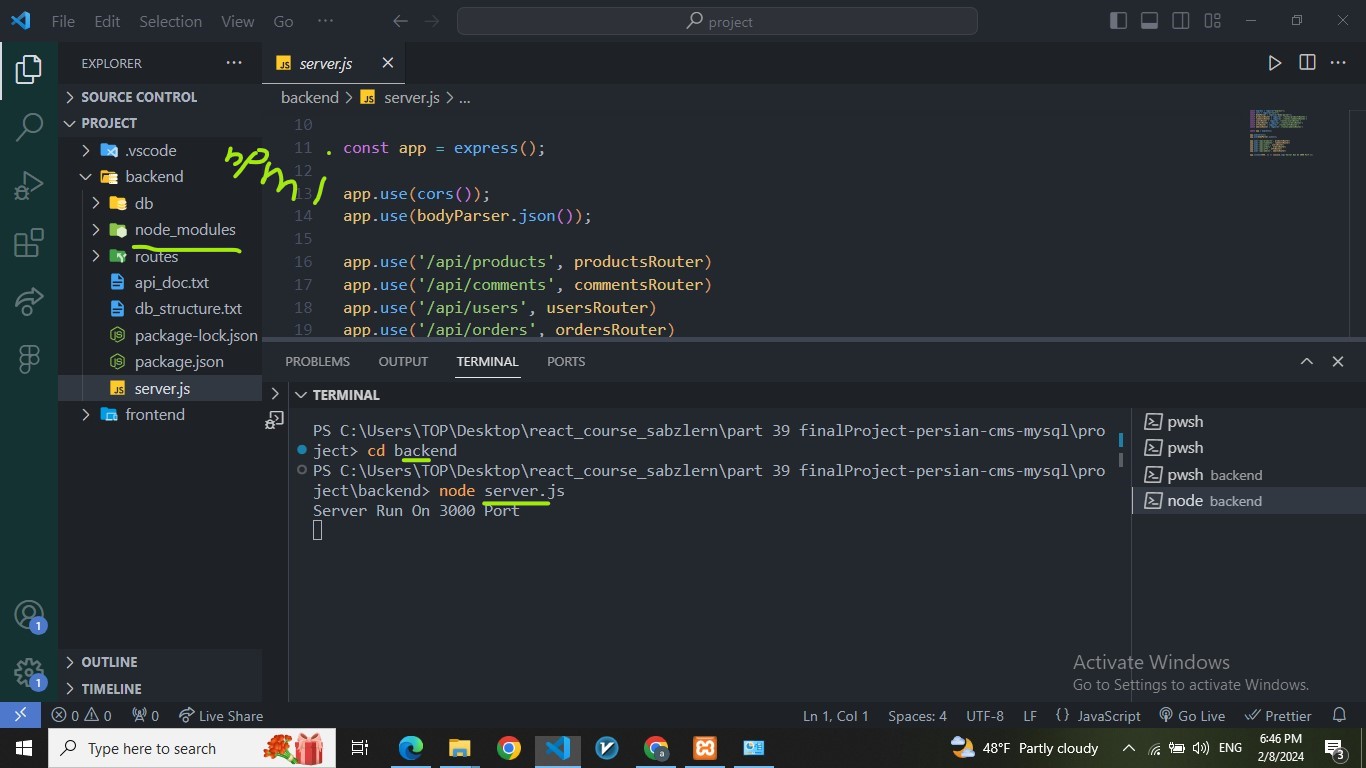 File Edit Selection View Go ··· project
EXPLORER ···
SOURCE CONTROL
PROJECT
.vscode
backend
db
node_modules
routes
api_doc.txt
db_structure.txt
package-lock.json
package.json
server.js
frontend
OUTLINE
TIMELINE
npm i
JS server.js
backend > JS server.js > ...
10
11 const app = express();
12
13 app.use(cors());
14 app.use(bodyParser.json());
15
16 app.use('/api/products', productsRouter)
17 app.use('/api/comments', commentsRouter)
18 app.use('/api/users', usersRouter)
19 app.use('/api/orders', ordersRouter)
PROBLEMS OUTPUT TERMINAL PORTS
TERMINAL
PS C:\Users\TOP\Desktop\react_course_sabzlern\part 39 finalProject-persian-cms-mysql\pro
ject> cd backend
PS C:\Users\TOP\Desktop\react_course_sabzlern\part 39 finalProject-persian-cms-mysql\pro
ject\backend> node server.js
Server Run On 3000 Port
pwsh
pwsh
pwsh backend
node backend
Activate Windows
Go to Settings to activate Windows.
1
1
0 0 0 Live Share Ln 1, Col 1 Spaces: 4 UTF-8 LF {} JavaScript Go Live Prettier
Type here to search 48°F Partly cloudy ENG 6:46 PM
2/8/2024
3